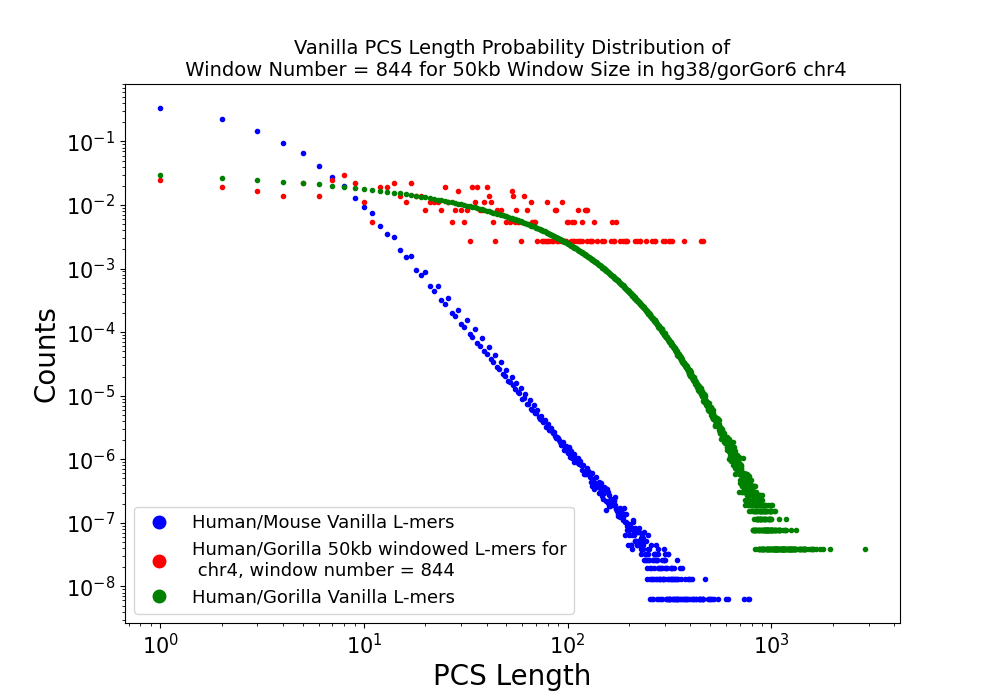 Vanilla PCS Length Probability Distribution of
Window Number = 844 for 50kb Window Size in hg38/gorGor6 chr4
Counts
10⁻¹
10⁻²
10⁻³
10⁻⁴
10⁻⁵
10⁻⁶
10⁻⁷
10⁻⁸
Human/Mouse Vanilla L-mers
Human/Gorilla 50kb windowed L-mers for
chr4, window number = 844
Human/Gorilla Vanilla L-mers
10⁰ 10¹ 10² 10³
PCS Length